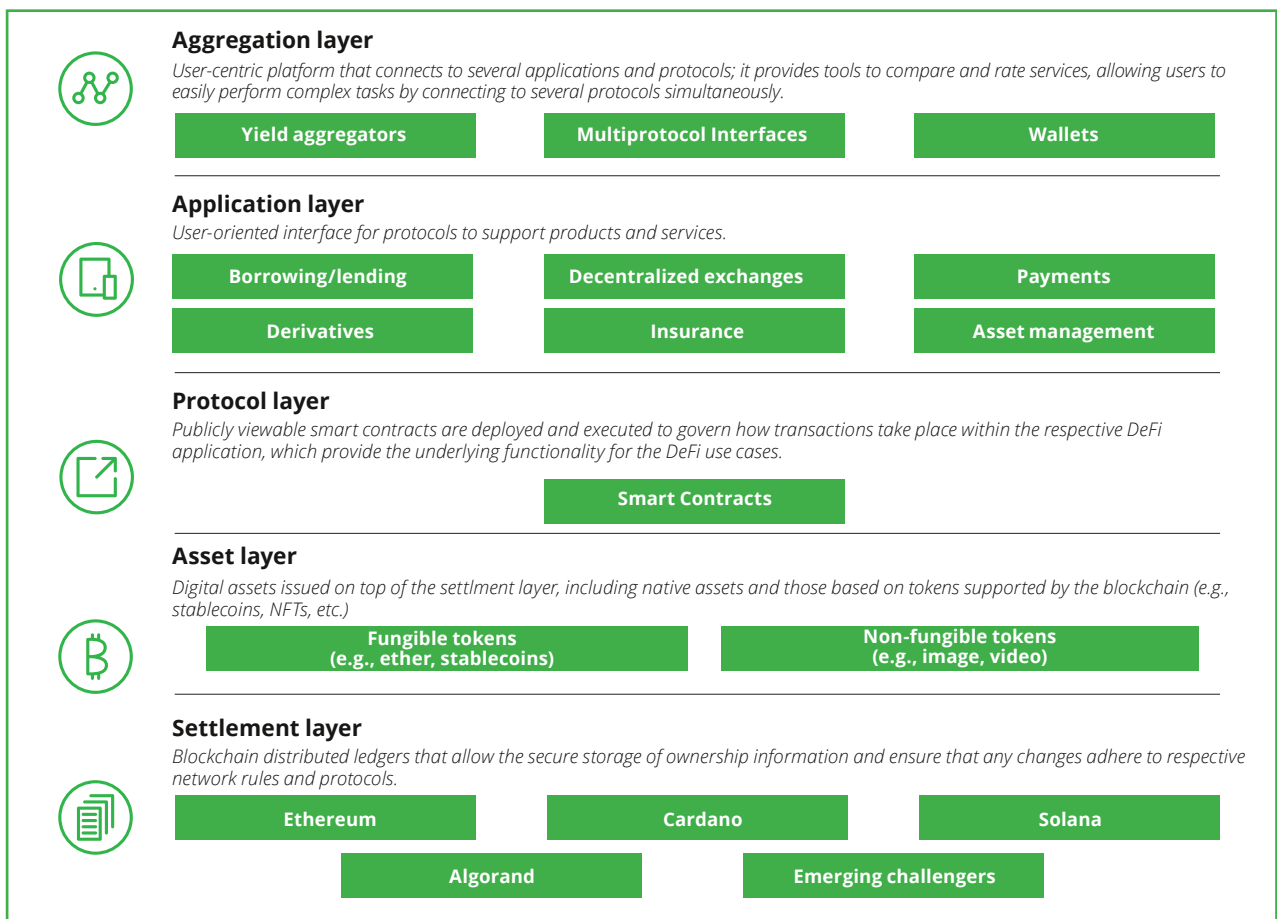 Aggregation layer
User-centric platform that connects to several applications and protocols; it provides tools to compare and rate services, allowing users to
easily perform complex tasks by connecting to several protocols simultaneously.
Yield aggregators
Multiprotocol Interfaces
Wallets
Application layer
User-oriented interface for protocols to support products and services.
Borrowing/lending
Decentralized exchanges
Payments
Derivatives
Insurance
Asset management
Protocol layer
Publicly viewable smart contracts are deployed and executed to govern how transactions take place within the respective DeFi
application, which provide the underlying functionality for the DeFi use cases.
Smart Contracts
Asset layer
Digital assets issued on top of the settlment layer, including native assets and those based on tokens supported by the blockchain (e.g.,
stablecoins, NFTs, etc.)
Fungible tokens
(e.g., ether, stablecoins)
Non-fungible tokens
(e.g., image, video)
Settlement layer
Blockchain distributed ledgers that allow the secure storage of ownership information and ensure that any changes adhere to respective
network rules and protocols.
Ethereum
Cardano
Solana
Algorand
Emerging challengers